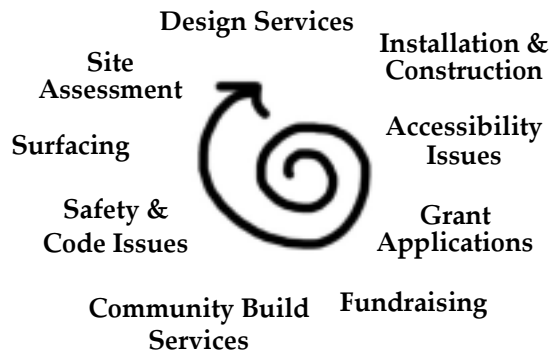 Design Services
Installation &
Construction
Site
Assessment
Accessibility
Issues
Surfacing
Safety &
Code Issues
Grant
Applications
Community Build
Services
Fundraising